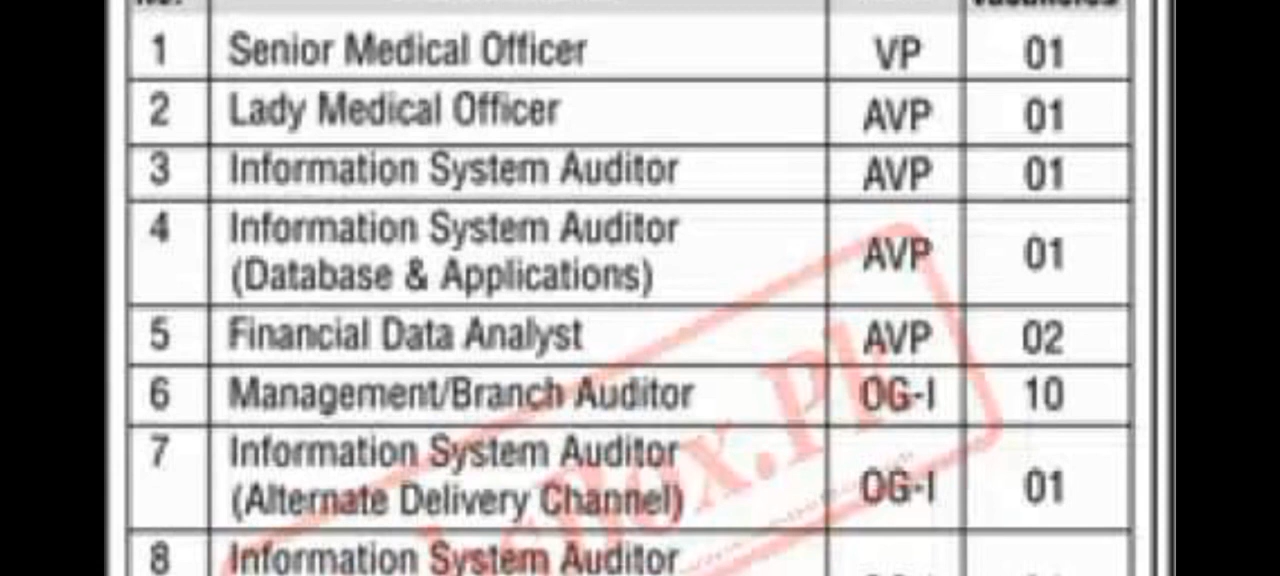 Vacancies
1 Senior Medical Officer VP 01
2 Lady Medical Officer AVP 01
3 Information System Auditor AVP 01
4 Information System Auditor
(Database & Applications) AVP 01
5 Financial Data Analyst AVP 02
6 Management/Branch Auditor OG-I 10
7 Information System Auditor
(Alternate Delivery Channel) OG-I 01
8 Information System Auditor